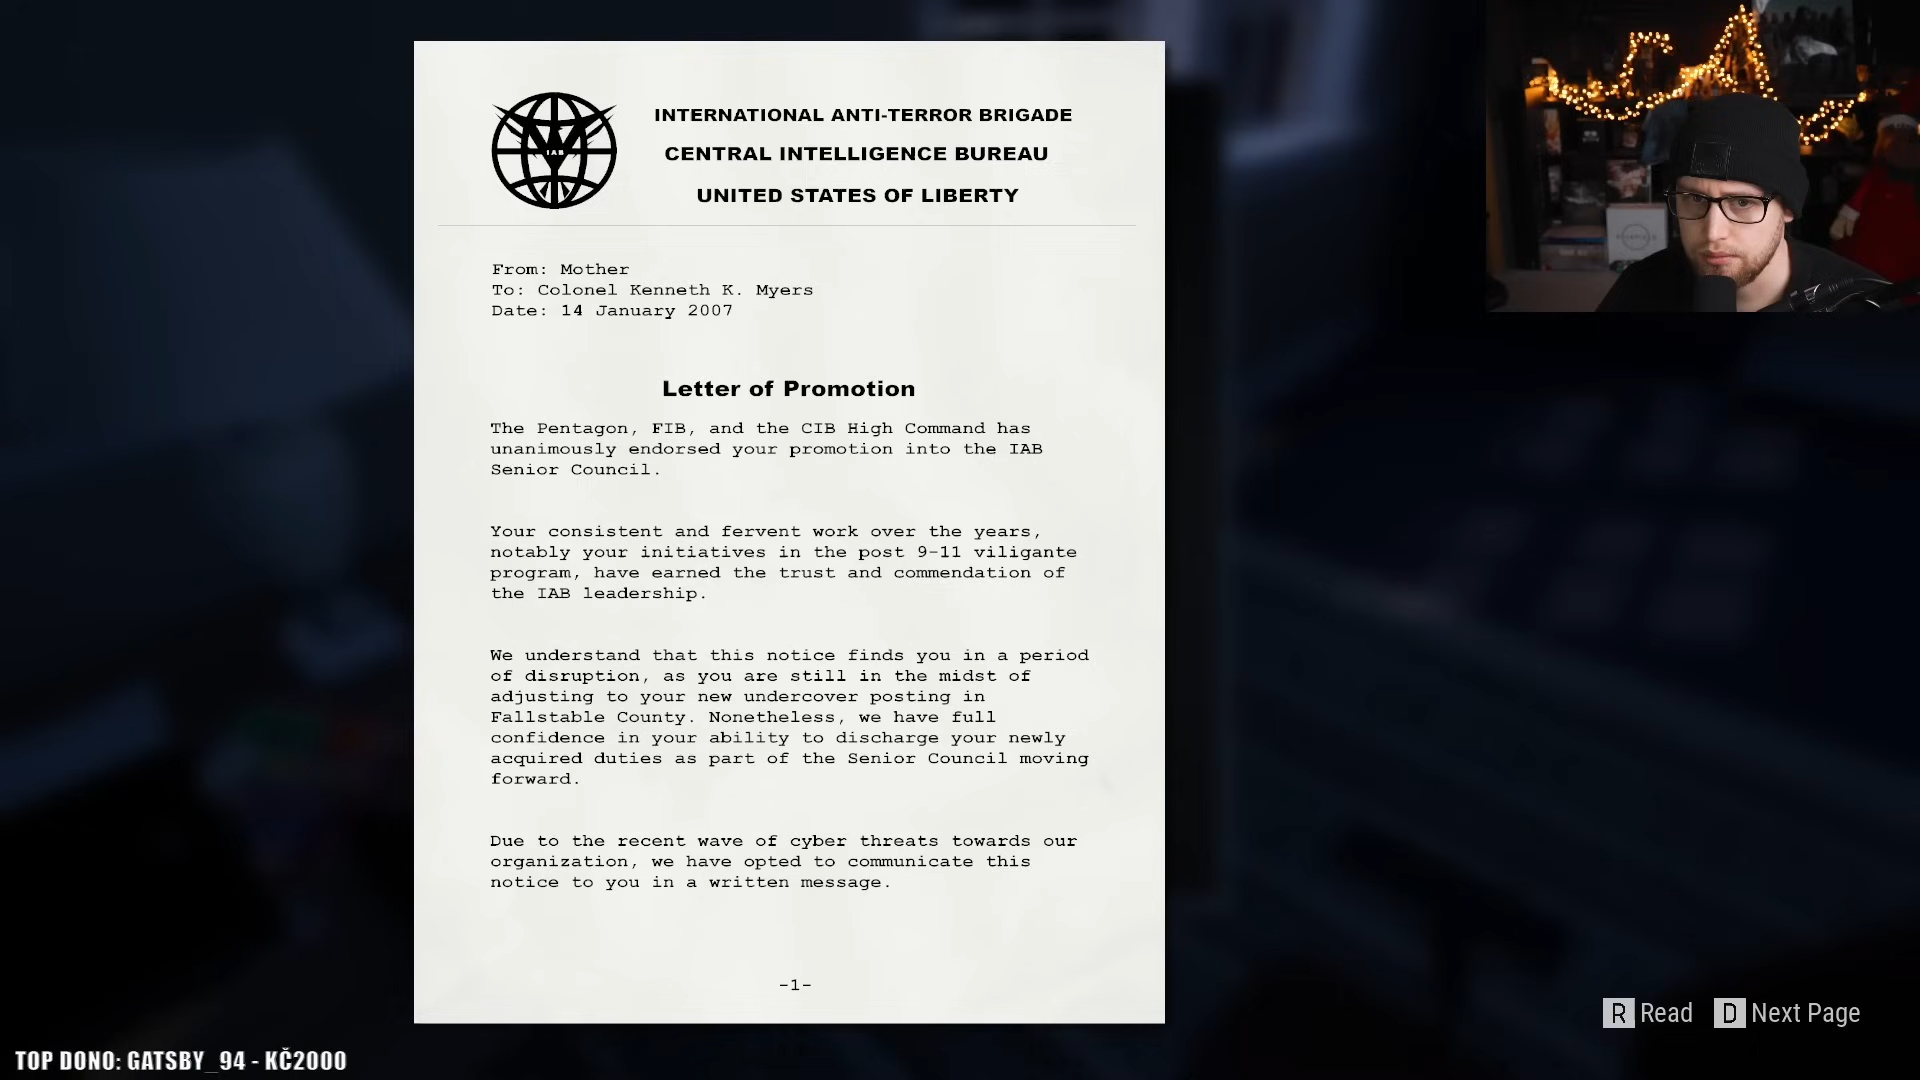 IAB
INTERNATIONAL ANTI-TERROR BRIGADE
CENTRAL INTELLIGENCE BUREAU
UNITED STATES OF LIBERTY
From: Mother
To: Colonel Kenneth K. Myers
Date: 14 January 2007
Letter of Promotion
The Pentagon, FIB, and the CIB High Command has
unanimously endorsed your promotion into the IAB
Senior Council.
Your consistent and fervent work over the years,
notably your initiatives in the post 9-11 viligante
program, have earned the trust and commendation of
the IAB leadership.
We understand that this notice finds you in a period
of disruption, as you are still in the midst of
adjusting to your new undercover posting in
Fallstable County. Nonetheless, we have full
confidence in your ability to discharge your newly
acquired duties as part of the Senior Council moving
forward.
Due to the recent wave of cyber threats towards our
organization, we have opted to communicate this
notice to you in a written message.
-1-
R Read D Next Page
TOP DONO: GATSBY_94 - KČ2000